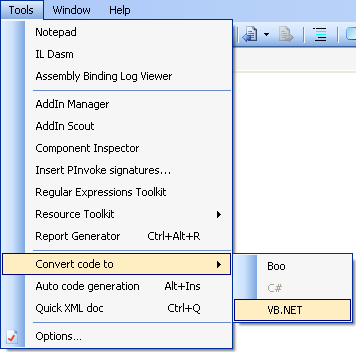 Tools Window Help
Notepad
IL Dasm
Assembly Binding Log Viewer
AddIn Manager
AddIn Scout
Component Inspector
Insert PInvoke signatures...
Regular Expressions Toolkit
Resource Toolkit
Report Generator Ctrl+Alt+R
Convert code to
Boo
Auto code generation Alt+Ins
C#
Quick XML doc Ctrl+Q
VB.NET
Options...